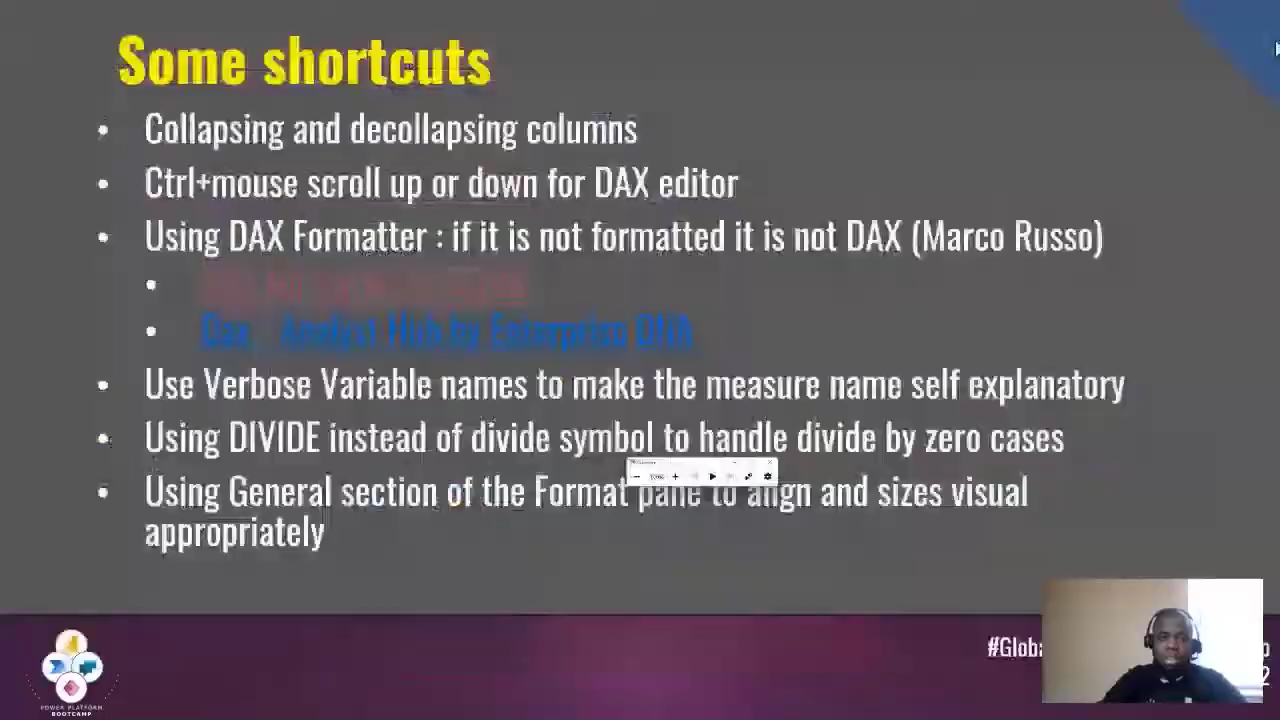 Some shortcuts
• Collapsing and decollapsing columns
• Ctrl+mouse scroll up or down for DAX editor
• Using DAX Formatter : if it is not formatted it is not DAX (Marco Russo)
• Dax : Analyst Hub by Enterprise DNA
• Use Verbose Variable names to make the measure name self explanatory
• Using DIVIDE instead of divide symbol to handle divide by zero cases
• Using General section of the Format pane to align and sizes visual
appropriately
#Globa
2
POWER PLATFORM
BOOTCAMP